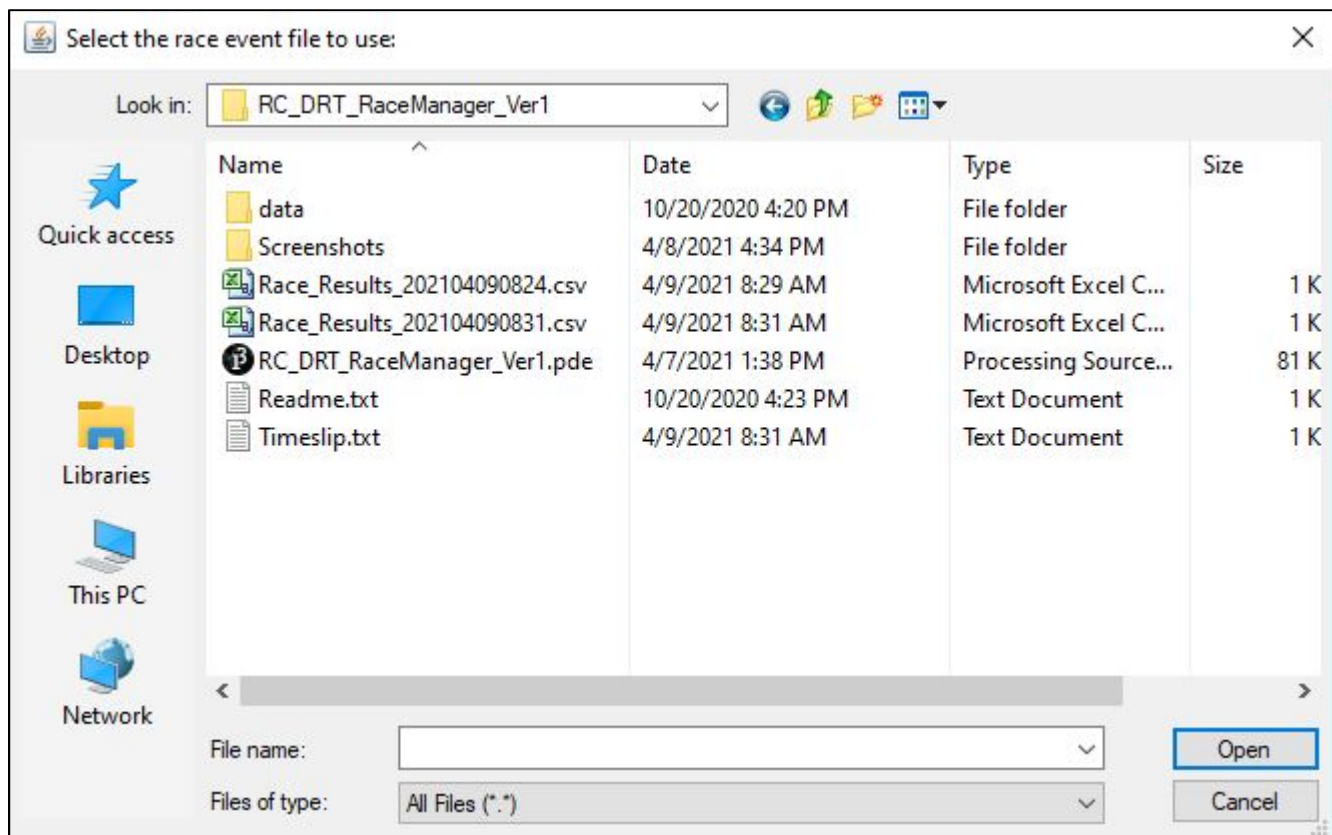 Select the race event file to use:
Look in: RC_DRT_RaceManager_Ver1
Name Date Type Size
data 10/20/2020 4:20 PM File folder
Screenshots 4/8/2021 4:34 PM File folder
Race_Results_202104090824.csv 4/9/2021 8:29 AM Microsoft Excel C... 1 K
Race_Results_202104090831.csv 4/9/2021 8:31 AM Microsoft Excel C... 1 K
RC_DRT_RaceManager_Ver1.pde 4/7/2021 1:38 PM Processing Source... 81 K
Readme.txt 10/20/2020 4:23 PM Text Document 1 K
Timeslip.txt 4/9/2021 8:31 AM Text Document 1 K
Quick access
Desktop
Libraries
This PC
Network
File name: Open
Files of type: All Files (*.*) Cancel